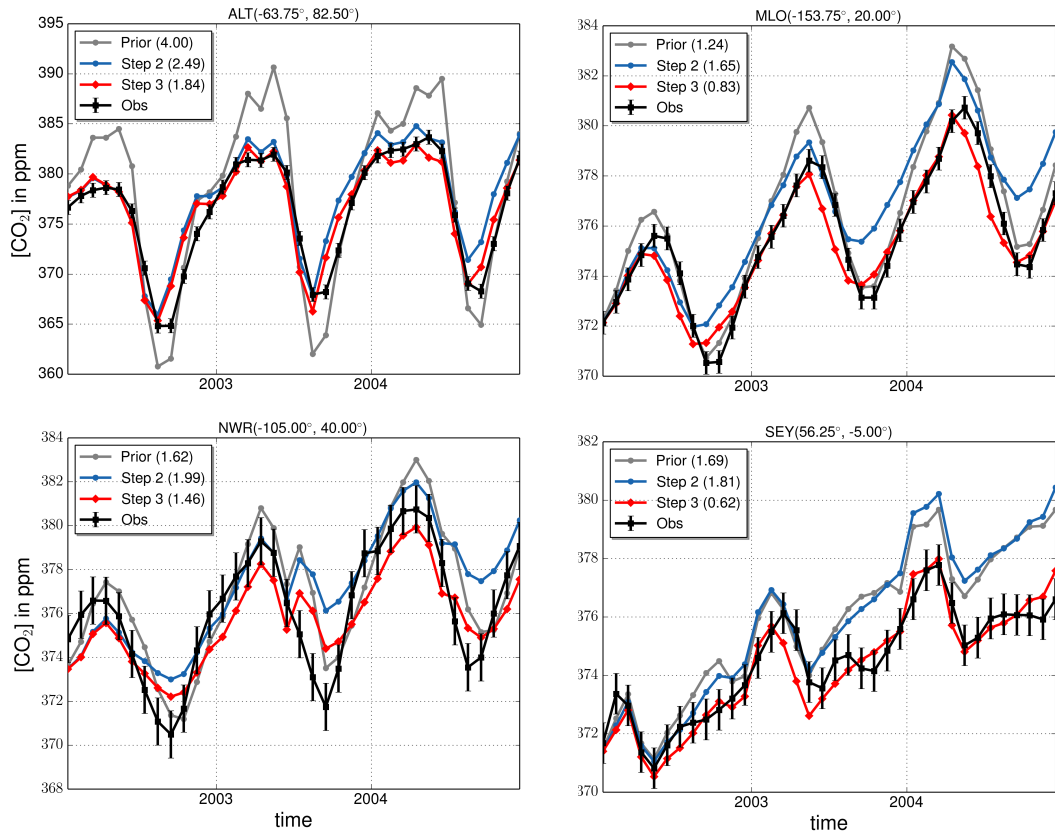 ALT(-63.75°, 82.50°)
395
390
385
380
375
370
365
360
[CO2] in ppm
Prior (4.00)
Step 2 (2.49)
Step 3 (1.84)
Obs
2003
2004
MLO(-153.75°, 20.00°)
384
382
380
378
376
374
372
370
Prior (1.24)
Step 2 (1.65)
Step 3 (0.83)
Obs
2003
2004
time
NWR(-105.00°, 40.00°)
384
382
380
378
376
374
372
370
368
[CO2] in ppm
Prior (1.62)
Step 2 (1.99)
Step 3 (1.46)
Obs
2003
2004
time
SEY(56.25°, -5.00°)
382
380
378
376
374
372
370
Prior (1.69)
Step 2 (1.81)
Step 3 (0.62)
Obs
2003
2004
time